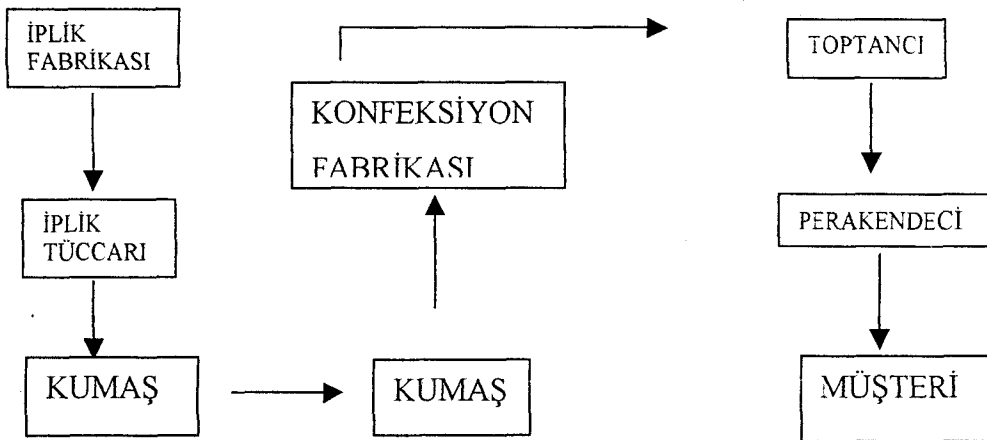 İPLİK
FABRİKASI
İPLİK
TÜCCARI
KUMAŞ
KUMAŞ
KONFEKSİYON
FABRİKASI
TOPTANCI
PERAKENDECİ
MÜŞTERİ